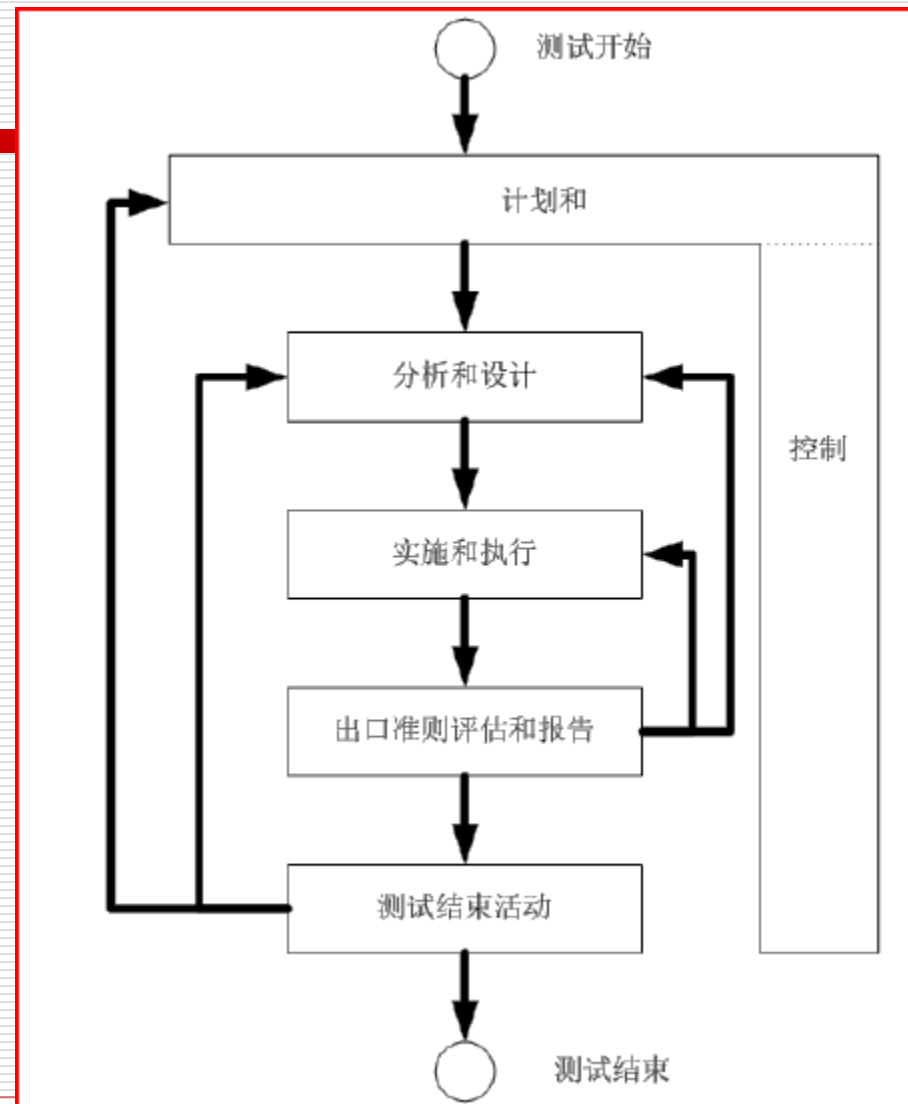 测试开始
计划和
分析和设计
控制
实施和执行
出口准则评估和报告
测试结束活动
测试结束